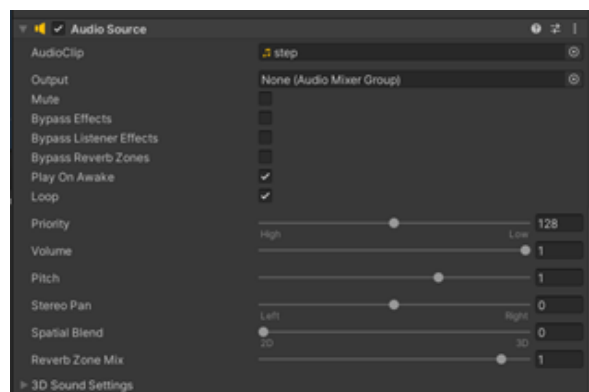 Audio Source
AudioClip step
Output None (Audio Mixer Group)
Mute
Bypass Effects
Bypass Listener Effects
Bypass Reverb Zones
Play On Awake
Loop
Priority 128
High Low
Volume 1
Pitch 1
Stereo Pan 0
Left Right
Spatial Blend 0
2D 3D
Reverb Zone Mix 1
3D Sound Settings